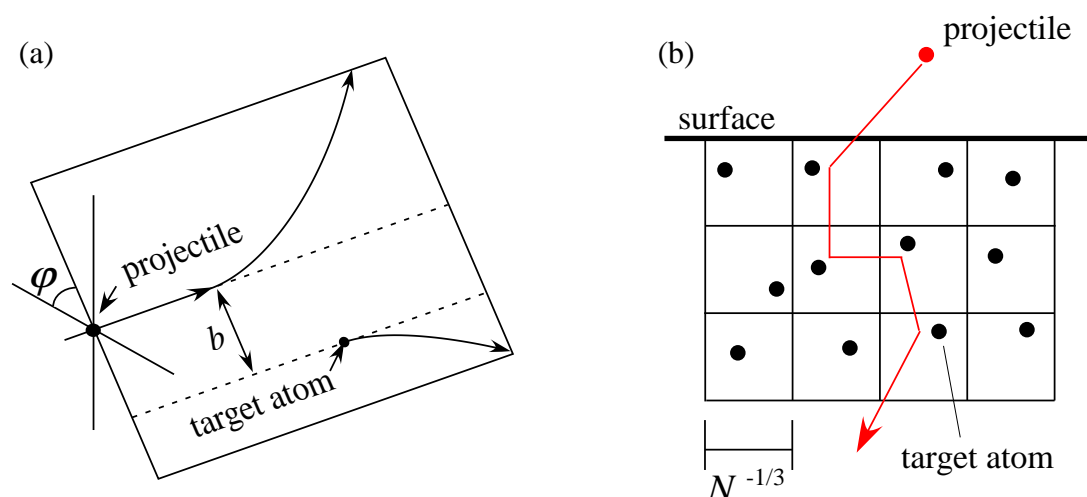 (a)
φ
projectile
b
target atom
(b)
projectile
surface
target atom
N -1/3